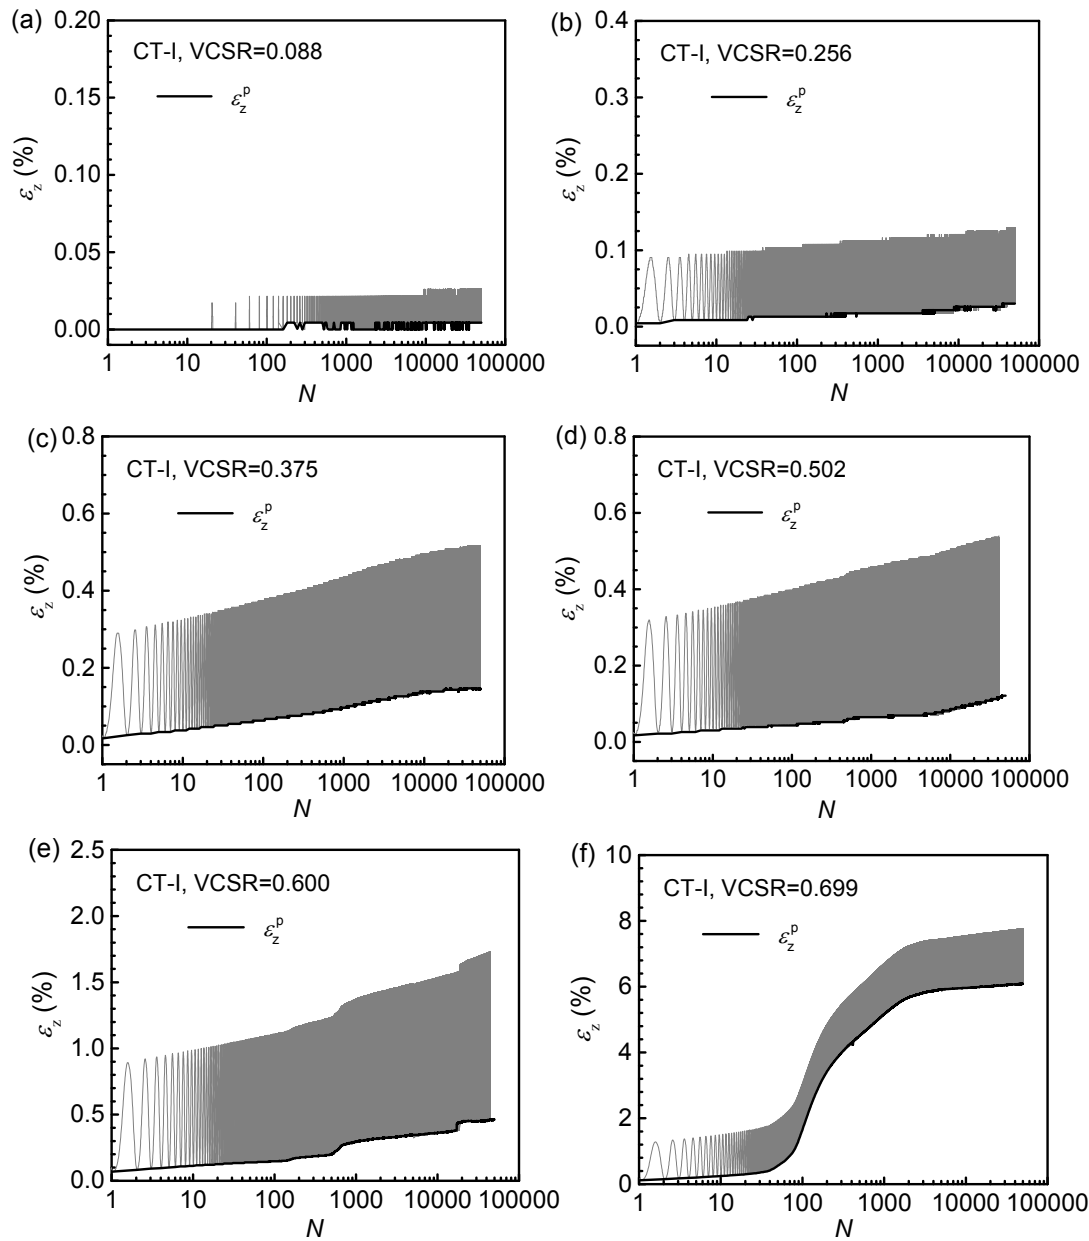 (a)
CT-I, VCSR=0.088
ε_z^p
ε_z (%)
0.20
0.15
0.10
0.05
0.00
1 10 100 1000 10000 100000
N
(b)
CT-I, VCSR=0.256
ε_z^p
ε_z (%)
0.4
0.3
0.2
0.1
0.0
1 10 100 1000 10000 100000
N
(c)
CT-I, VCSR=0.375
ε_z^p
ε_z (%)
0.8
0.6
0.4
0.2
0.0
1 10 100 1000 10000 100000
N
(d)
CT-I, VCSR=0.502
ε_z^p
ε_z (%)
0.8
0.6
0.4
0.2
0.0
1 10 100 1000 10000 100000
N
(e)
CT-I, VCSR=0.600
ε_z^p
ε_z (%)
2.5
2.0
1.5
1.0
0.5
0.0
1 10 100 1000 10000 100000
N
(f)
CT-I, VCSR=0.699
ε_z^p
ε_z (%)
10
8
6
4
2
0
1 10 100 1000 10000 100000
N